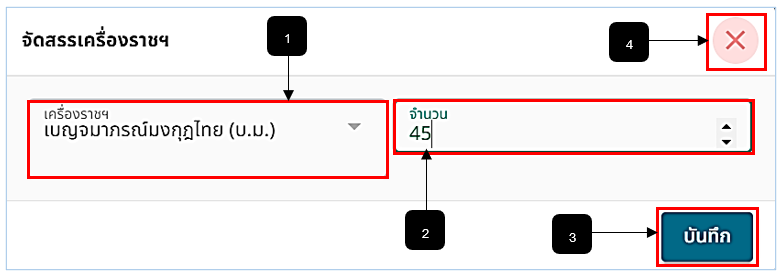 จัดสรรเครื่องราชฯ
1
4
เครื่องราชฯ
เบญจมาภรณ์มงกุฎไทย (บ.ม.)
จำนวน
45
2
3
บันทึก